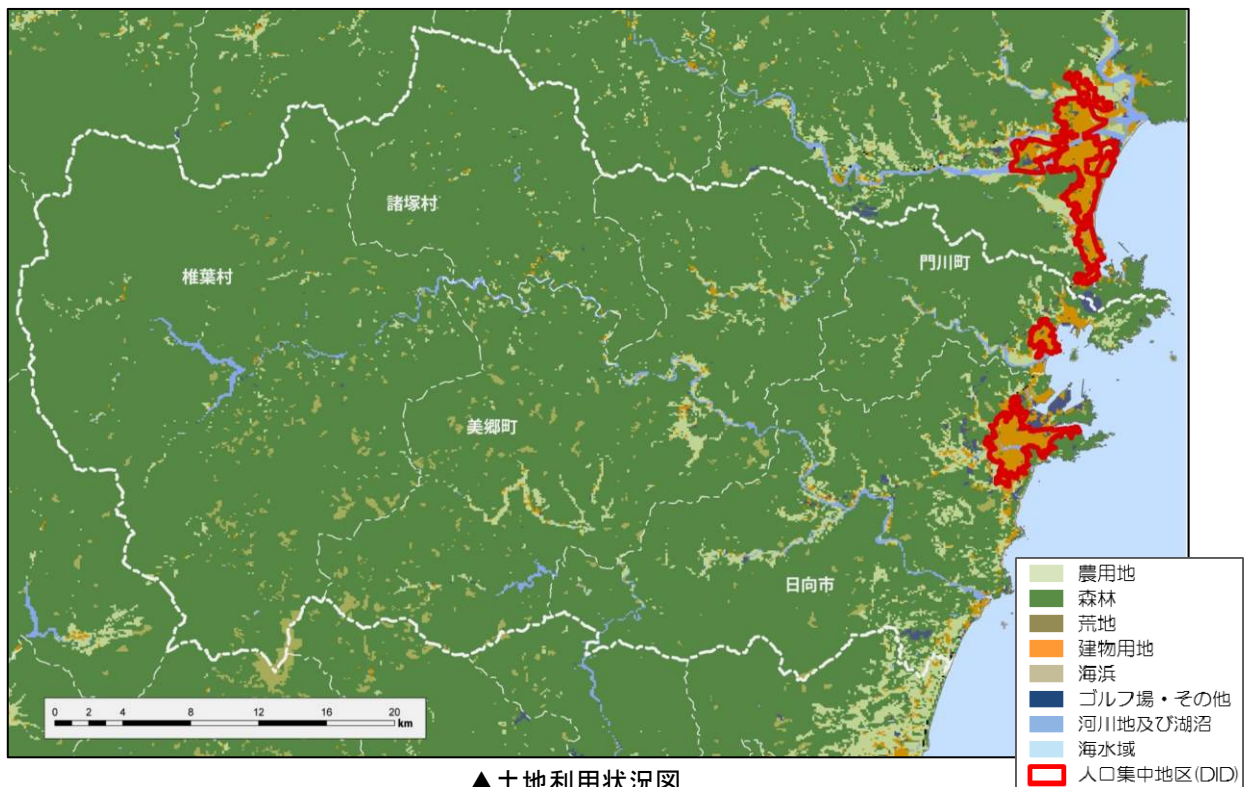 諸塚村
椎葉村
門川町
美郷町
日向市
0 2 4 8 12 16 20
km
農用地
森林
荒地
建物用地
海浜
ゴルフ場・その他
河川地及び湖沼
海水域
人口集中地区(DID)
▲土地利用状況図